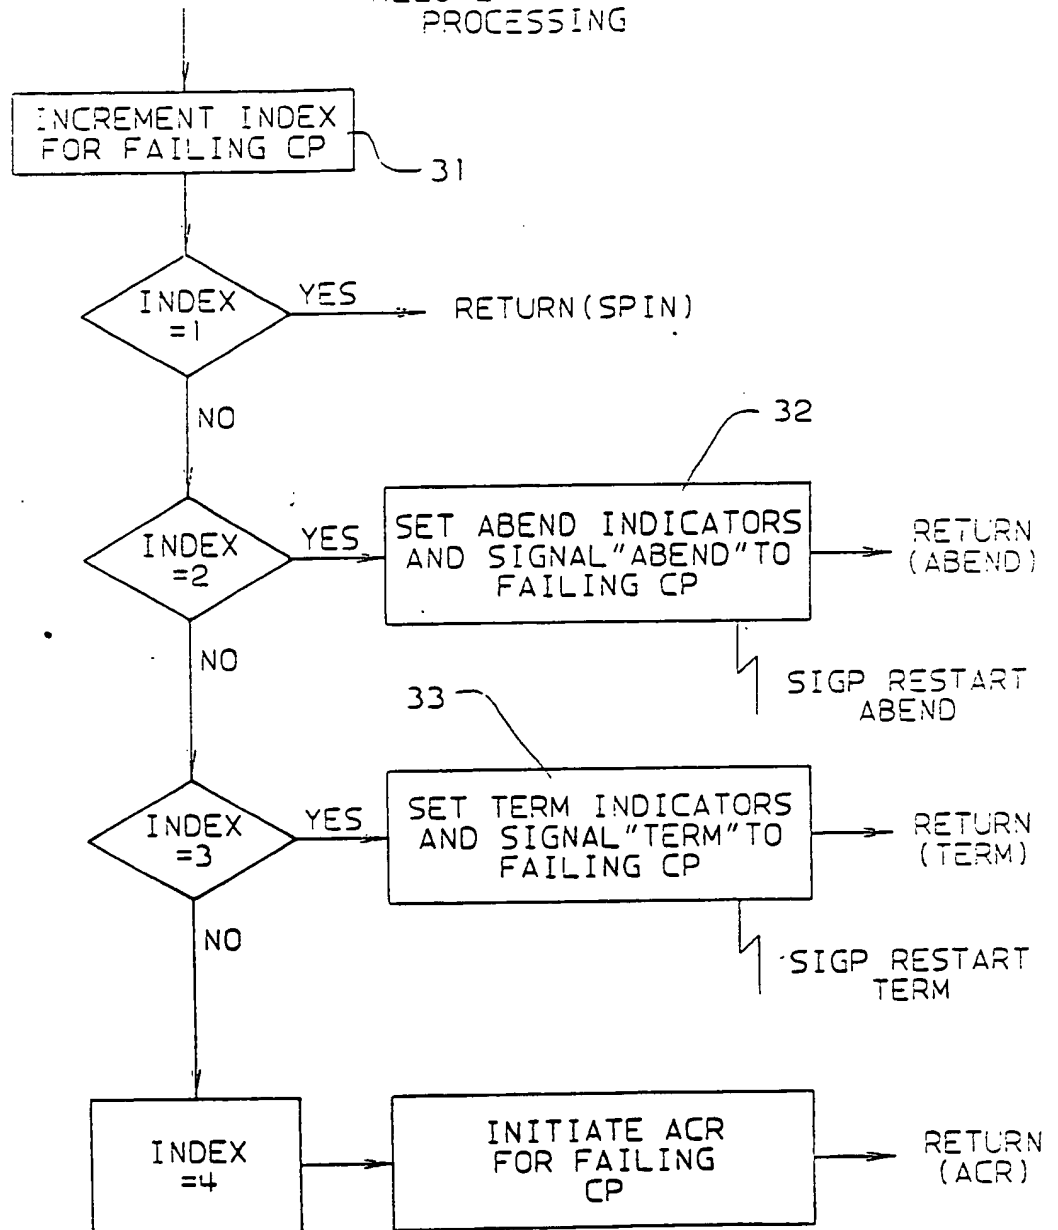 PROCESSING
INCREMENT INDEX
FOR FAILING CP
31
INDEX
=1
YES
RETURN(SPIN)
NO
32
INDEX
=2
YES
SET ABEND INDICATORS
AND SIGNAL"ABEND"TO
FAILING CP
RETURN
(ABEND)
NO
SIGP RESTART
ABEND
33
INDEX
=3
YES
SET TERM INDICATORS
AND SIGNAL"TERM"TO
FAILING CP
RETURN
(TERM)
NO
SIGP RESTART
TERM
INDEX
=4
INITIATE ACR
FOR FAILING
CP
RETURN
(ACR)